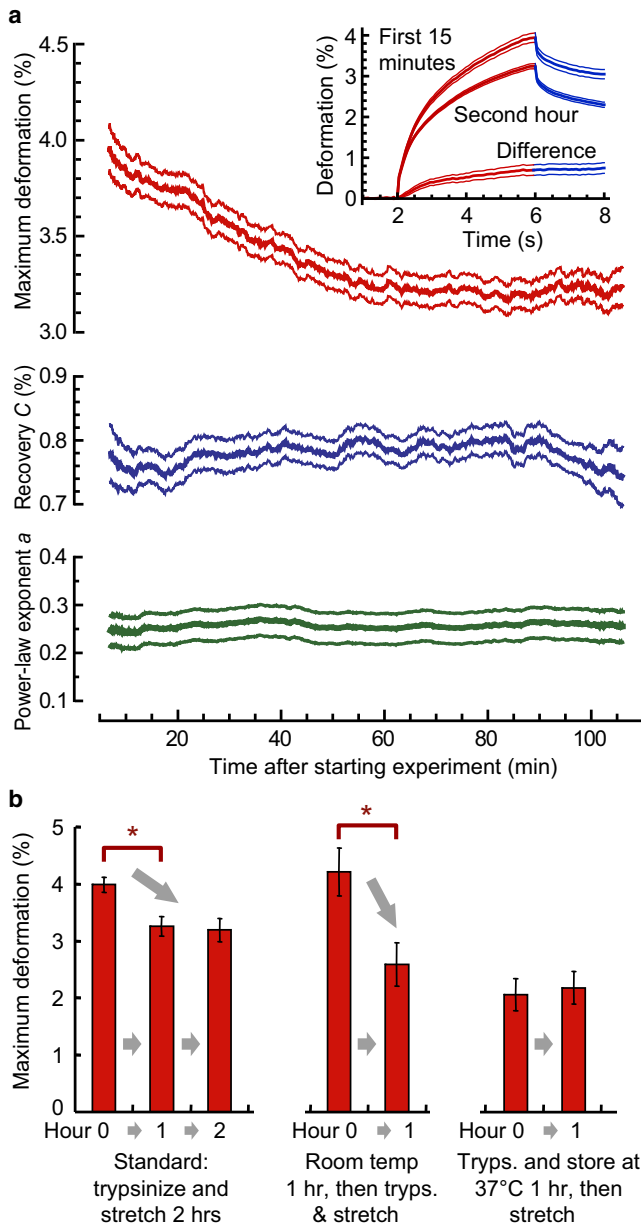 a
Maximum deformation (%)
4.5
4.0
3.5
3.0
Deformation (%)
4
3
2
1
0
First 15
minutes
Second hour
Difference
2
4
6
8
Time (s)
Recovery C (%)
0.9
0.8
0.7
Power-law exponent a
0.4
0.3
0.2
0.1
20
40
60
80
100
Time after starting experiment (min)
b
Maximum deformation (%)
5
4
3
2
1
0
*
*
Hour 0 1 2
Hour 0 1
Hour 0 1
Standard:
trypsinize and
stretch 2 hrs
Room temp
1 hr, then tryps.
& stretch
Tryps. and store at
37°C 1 hr, then
stretch